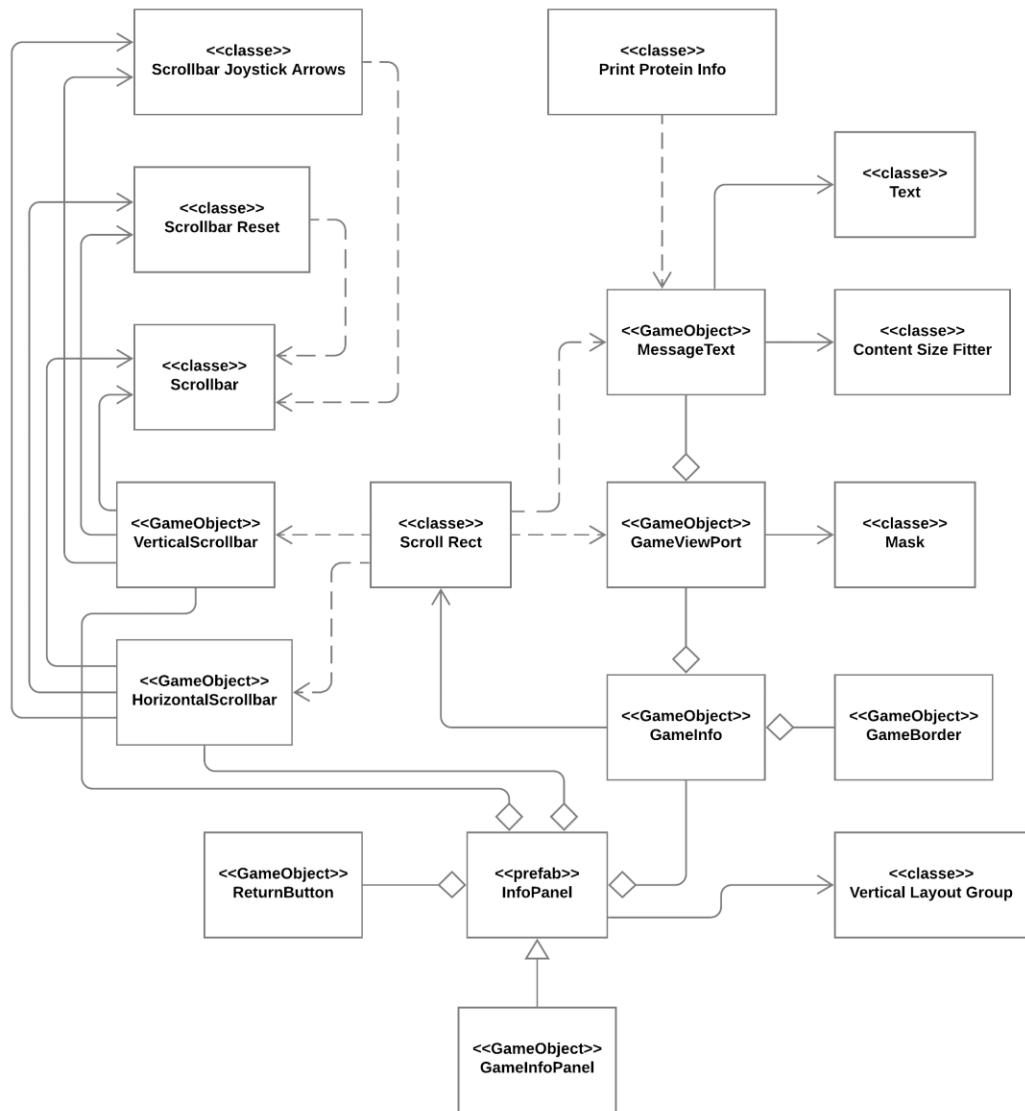 <<classe>>
Scrollbar Joystick Arrows
<<classe>>
Print Protein Info
<<classe>>
Text
<<classe>>
Scrollbar Reset
<<GameObject>>
MessageText
<<classe>>
Content Size Fitter
<<classe>>
Scrollbar
<<GameObject>>
VerticalScrollbar
<<classe>>
Scroll Rect
<<GameObject>>
GameViewPort
<<classe>>
Mask
<<GameObject>>
HorizontalScrollbar
<<GameObject>>
GameInfo
<<GameObject>>
GameBorder
<<GameObject>>
ReturnButton
<<prefab>>
InfoPanel
<<classe>>
Vertical Layout Group
<<GameObject>>
GameInfoPanel